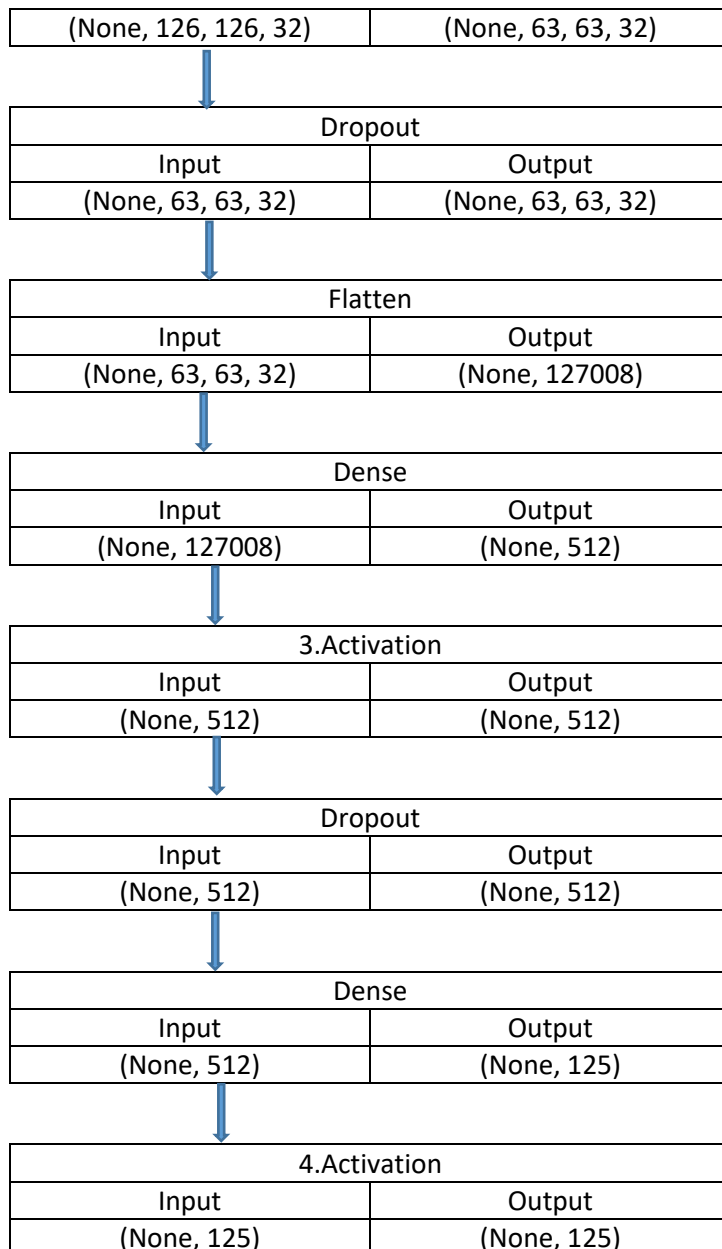 (None, 126, 126, 32) (None, 63, 63, 32)
Dropout
Input Output
(None, 63, 63, 32) (None, 63, 63, 32)
Flatten
Input Output
(None, 63, 63, 32) (None, 127008)
Dense
Input Output
(None, 127008) (None, 512)
3.Activation
Input Output
(None, 512) (None, 512)
Dropout
Input Output
(None, 512) (None, 512)
Dense
Input Output
(None, 512) (None, 125)
4.Activation
Input Output
(None, 125) (None, 125)